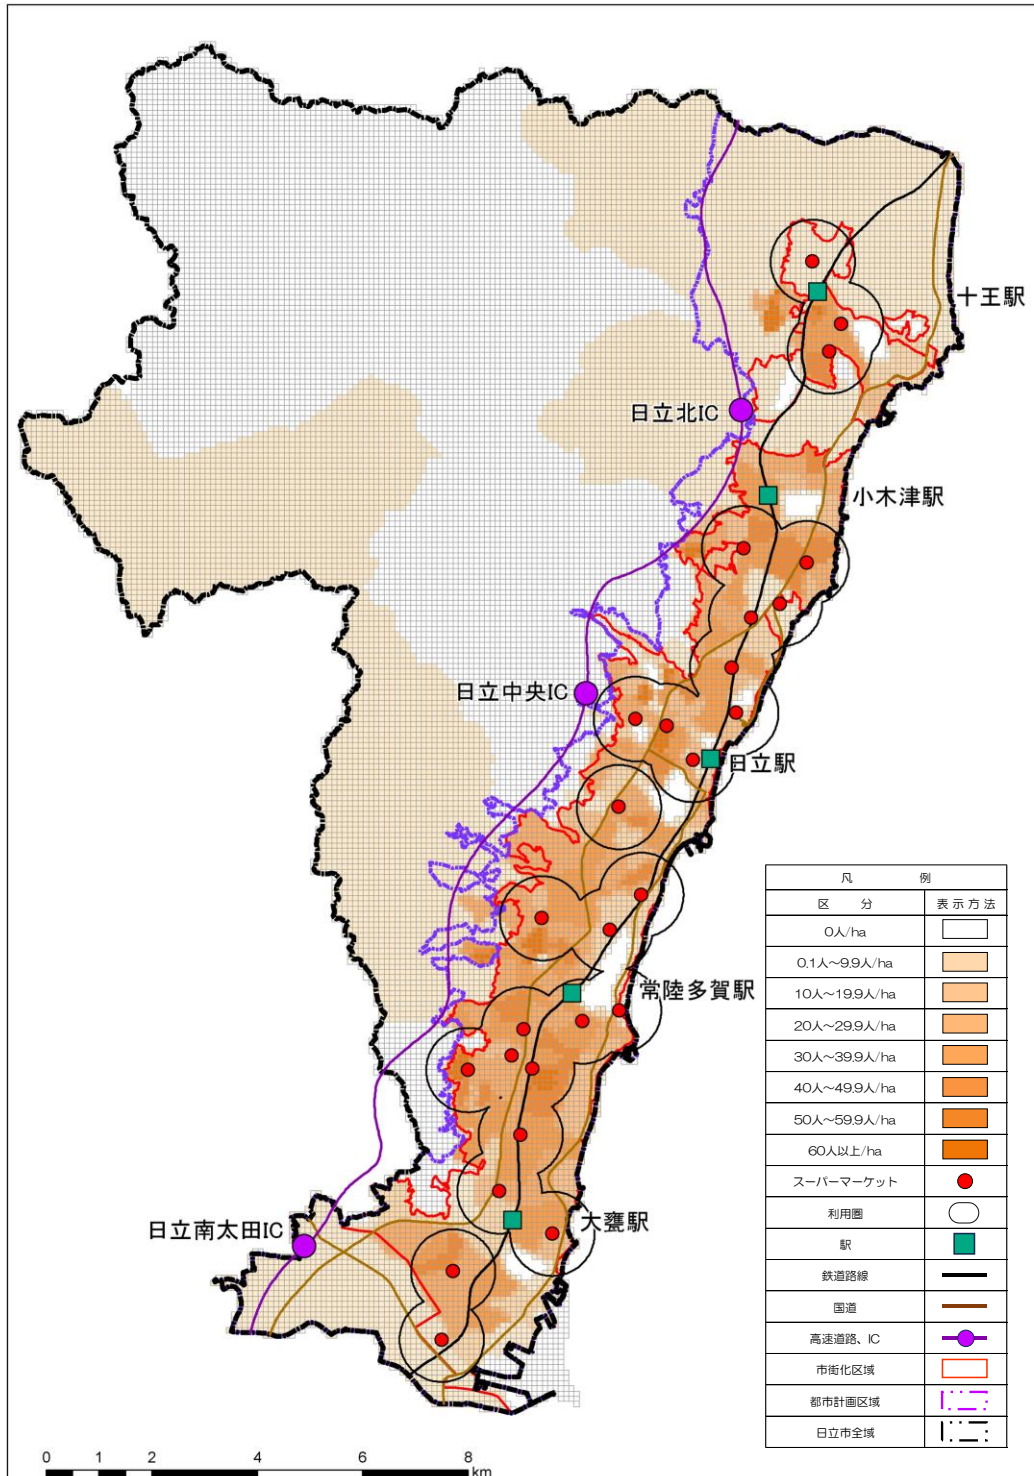 十王駅
日立北IC
小木津駅
日立中央IC
日立駅
常陸多賀駅
大甕駅
日立南太田IC
凡 例
区 分 表示方法
0人/ha
0.1人～9.9人/ha
10人～19.9人/ha
20人～29.9人/ha
30人～39.9人/ha
40人～49.9人/ha
50人～59.9人/ha
60人以上/ha
スーパーマーケット
利用圏
駅
鉄道路線
国道
高速道路、IC
市街化区域
都市計画区域
日立市全域
0 1 2 4 6 8
km